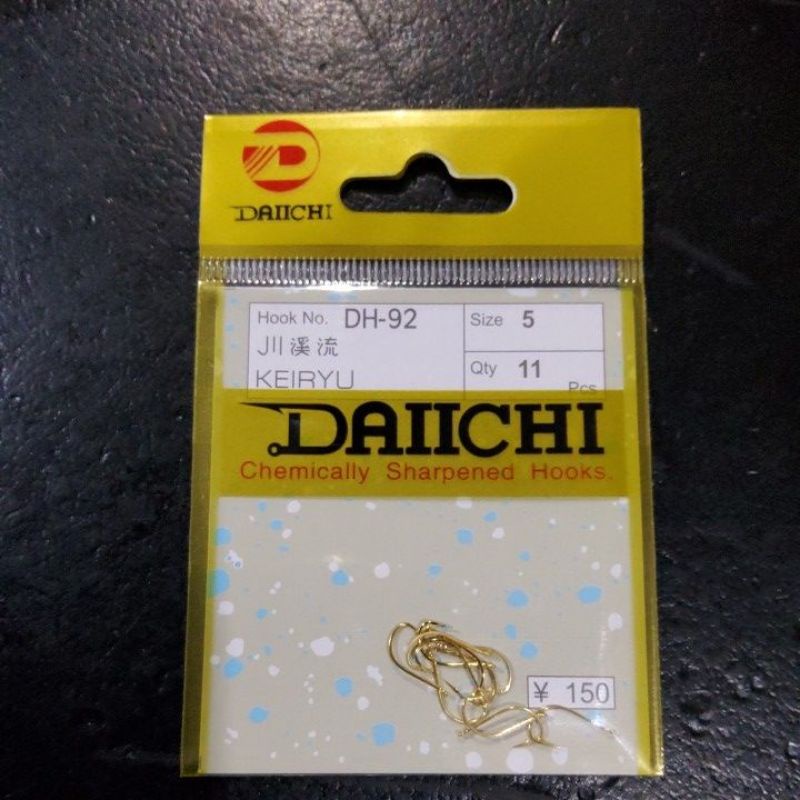 DAIICHI
Hook No. DH-92
Size 5
川溪流
Qty 11 Pcs
KEIRYU
DAIICHI
Chemically Sharpened Hooks.
¥ 150